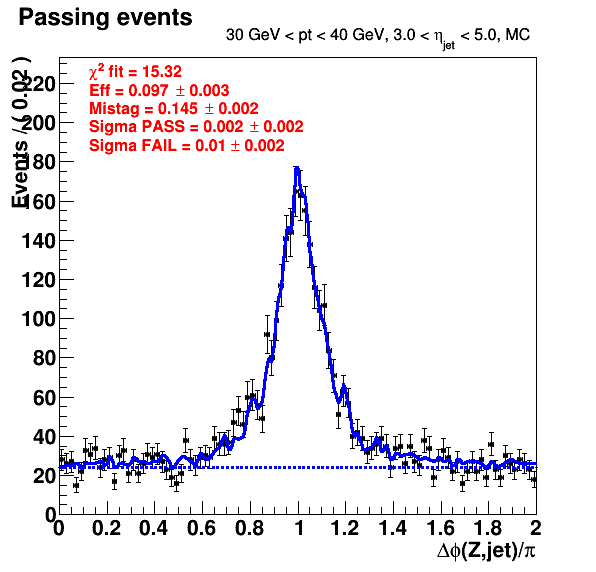 Passing events
30 GeV < pt < 40 GeV, 3.0 < ηjet < 5.0, MC
χ² fit = 15.32
Eff = 0.097 ± 0.003
Mistag = 0.145 ± 0.002
Sigma PASS = 0.002 ± 0.002
Sigma FAIL = 0.01 ± 0.002
Events / ( 0.02 )
220
200
180
160
140
120
100
80
60
40
20
0
0 0.2 0.4 0.6 0.8 1 1.2 1.4 1.6 1.8 2
Δϕ(Z,jet)/π